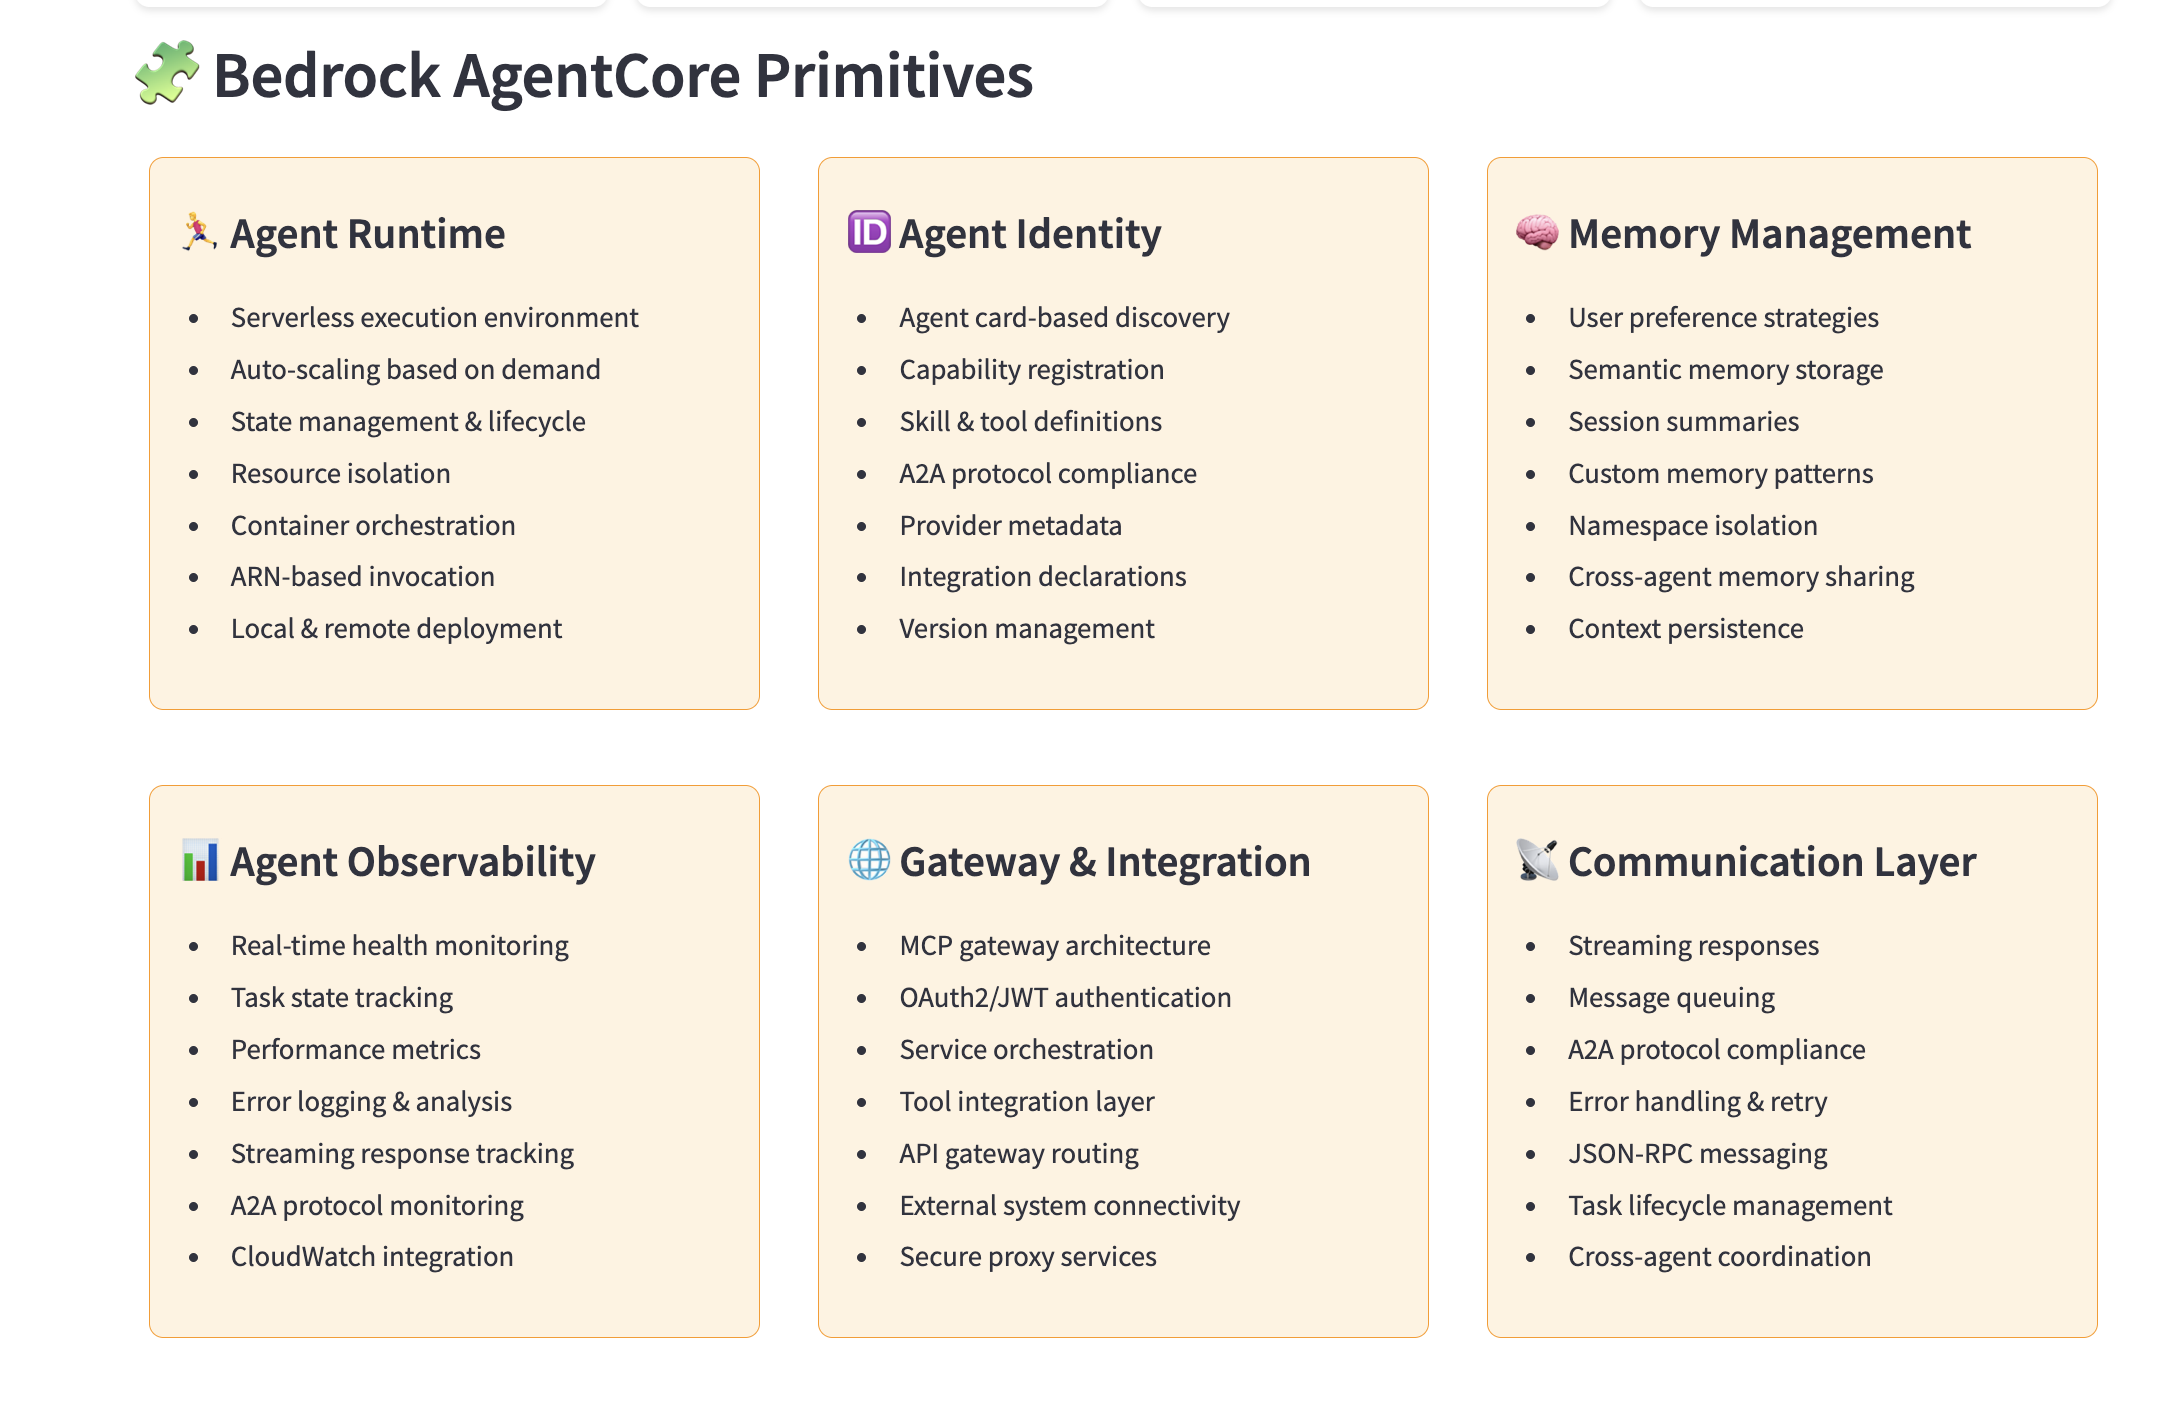 Bedrock AgentCore Primitives
Agent Runtime
Serverless execution environment
Auto-scaling based on demand
State management & lifecycle
Resource isolation
Container orchestration
ARN-based invocation
Local & remote deployment
ID Agent Identity
Agent card-based discovery
Capability registration
Skill & tool definitions
A2A protocol compliance
Provider metadata
Integration declarations
Version management
Memory Management
User preference strategies
Semantic memory storage
Session summaries
Custom memory patterns
Namespace isolation
Cross-agent memory sharing
Context persistence
Agent Observability
Real-time health monitoring
Task state tracking
Performance metrics
Error logging & analysis
Streaming response tracking
A2A protocol monitoring
CloudWatch integration
Gateway & Integration
MCP gateway architecture
OAuth2/JWT authentication
Service orchestration
Tool integration layer
API gateway routing
External system connectivity
Secure proxy services
Communication Layer
Streaming responses
Message queuing
A2A protocol compliance
Error handling & retry
JSON-RPC messaging
Task lifecycle management
Cross-agent coordination